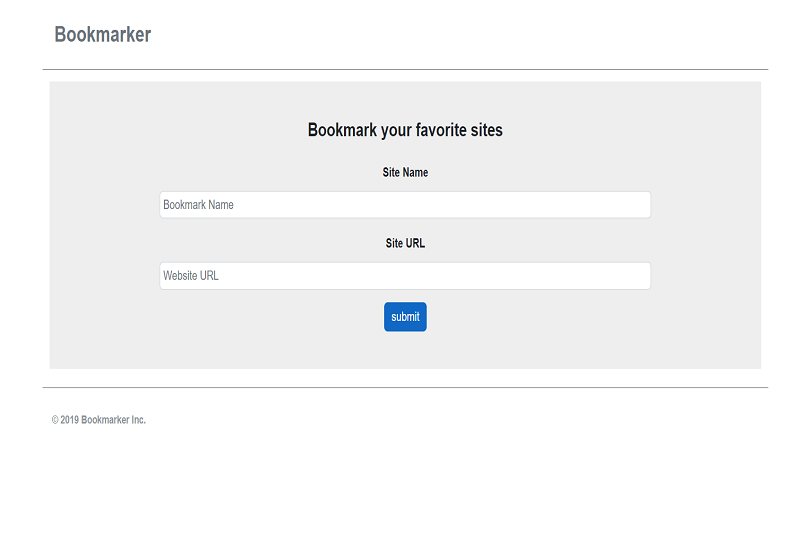 Bookmarker
Bookmark your favorite sites
Site Name
Bookmark Name
Site URL
Website URL
submit
© 2019 Bookmarker Inc.